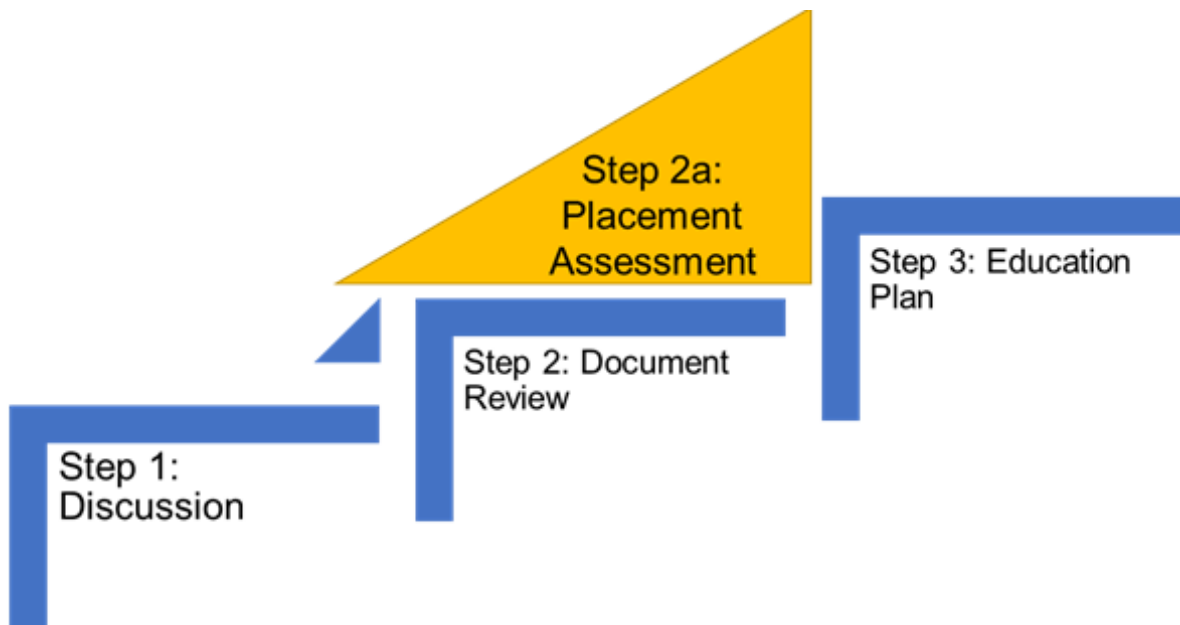 Step 1:
Discussion
Step 2: Document
Review
Step 2a:
Placement
Assessment
Step 3: Education
Plan